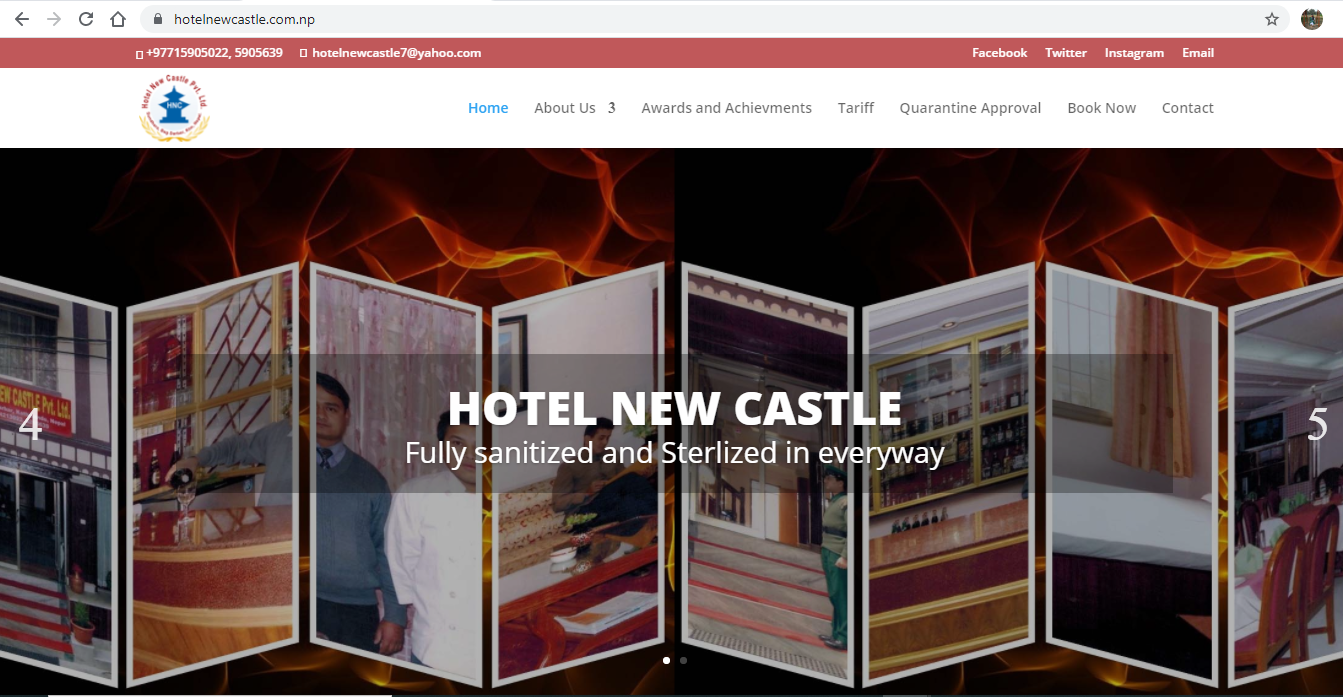 hotelnewcastle.com.np
+97715905022, 5905639 hotelnewcastle7@yahoo.com Facebook Twitter Instagram Email
Hotel New Castle Pvt. Ltd.
HNC
Home About Us 3 Awards and Achievments Tariff Quarantine Approval Book Now Contact
NEW CASTLE Pvt. Ltd.
HOTEL NEW CASTLE
4
5
Fully sanitized and Sterlized in everyway